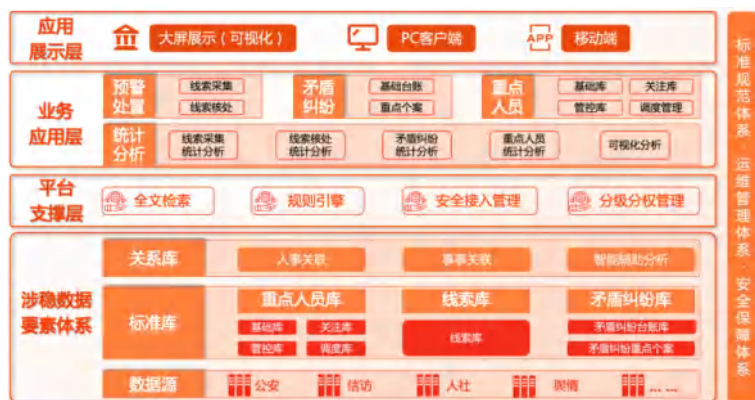 应用
展示层
大屏展示（可视化）
PC客户端
APP
移动端
业务
应用层
预警
处置
线索采集
线索核处
矛盾
纠纷
基础台账
重点个案
重点
人员
基础库
关注库
管控库
调度管理
统计
分析
线索采集
统计分析
线索核处
统计分析
矛盾纠纷
统计分析
重点人员
统计分析
可视化分析
平台
支撑层
全文检索
规则引擎
安全接入管理
分级分权管理
涉稳数据
要素体系
关系库
人事关联
事事关联
智能辅助分析
标准库
重点人员库
基础库
关注库
管控库
调度库
线索库
线索库
矛盾纠纷库
矛盾纠纷台账库
矛盾纠纷重点个案
数据源
公安
信访
人社
舆情
... ...
标准规范体系·运维管理体系·安全保障体系